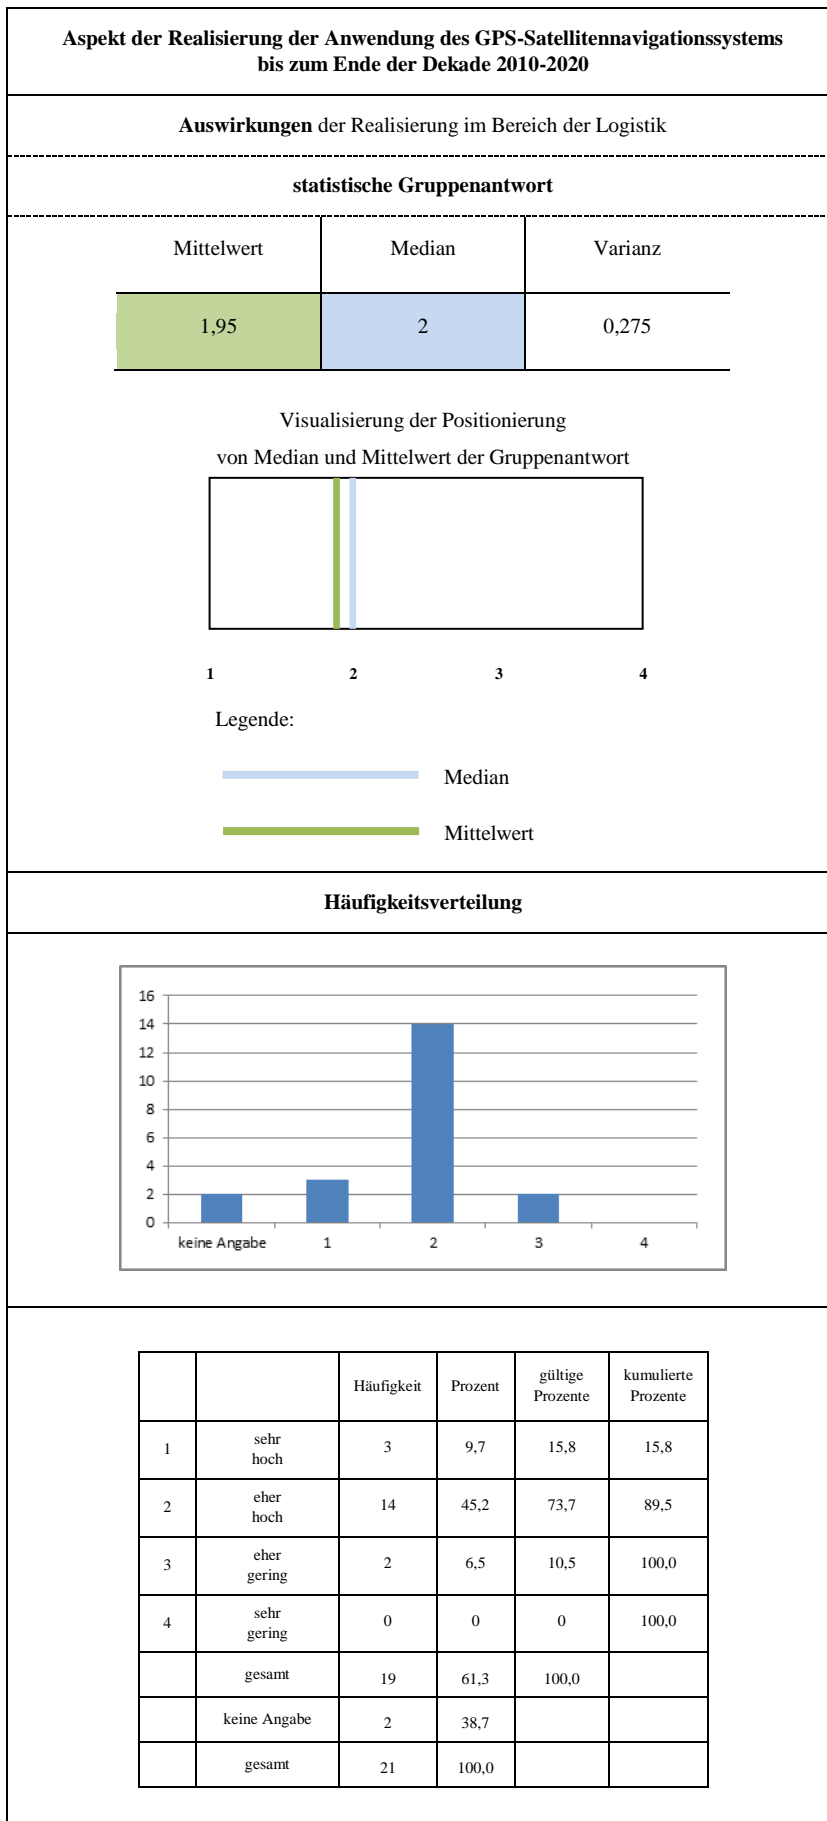 Aspekt der Realisierung der Anwendung des GPS-Satellitennavigationssystems
bis zum Ende der Dekade 2010-2020
Auswirkungen der Realisierung im Bereich der Logistik
statistische Gruppenantwort
Mittelwert Median Varianz
1,95 2 0,275
Visualisierung der Positionierung
von Median und Mittelwert der Gruppenantwort
1 2 3 4
Legende:
Median
Mittelwert
Häufigkeitsverteilung
16
14
12
10
8
6
4
2
0
keine Angabe 1 2 3 4
Häufigkeit Prozent gültige Prozente kumulierte Prozente
1 sehr hoch 3 9,7 15,8 15,8
2 eher hoch 14 45,2 73,7 89,5
3 eher gering 2 6,5 10,5 100,0
4 sehr gering 0 0 0 100,0
gesamt 19 61,3 100,0
keine Angabe 2 38,7
gesamt 21 100,0